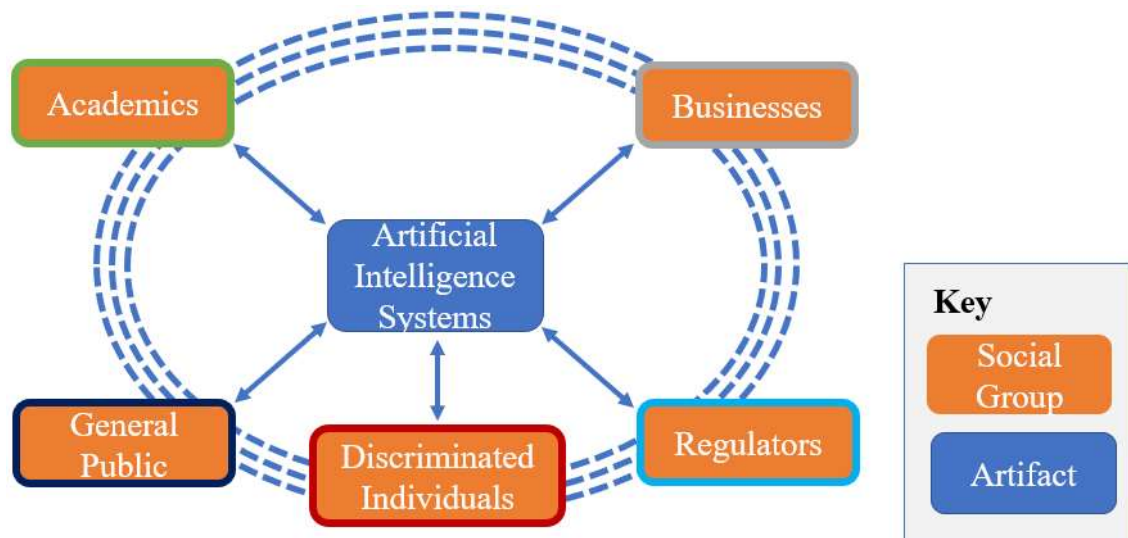 Academics
Businesses
Artificial
Intelligence
Systems
General
Public
Discriminated
Individuals
Regulators
Key
Social
Group
Artifact